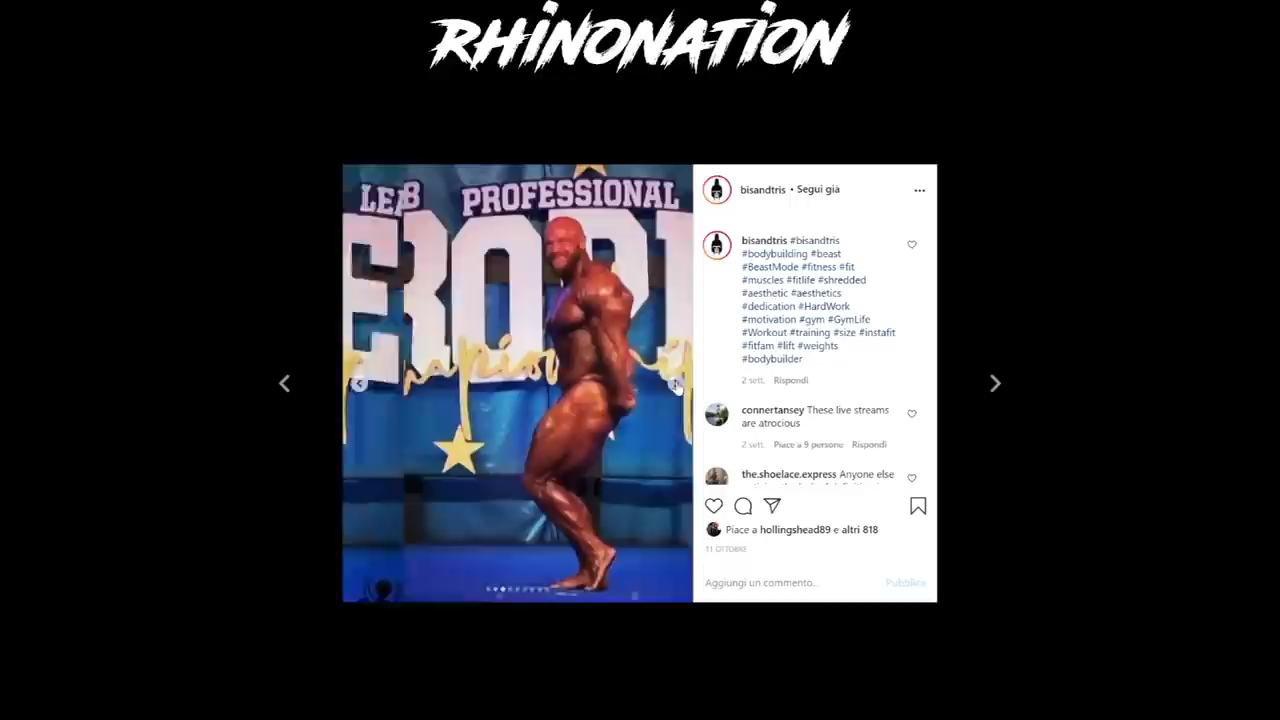 RHINONATION
LEAB PROFESSIONAL
bisandtris • Segui già
bisandtris #bisandtris
#bodybuilding #beast
#BeastMode #fitness #fit
#muscles #fitlife #shredded
#aesthetic #aesthetics
#dedication #HardWork
#motivation #gym #GymLife
#Workout #training #size #instafit
#fitfam #lift #weights
#bodybuilder
2 sett. Rispondi
connertansey These live streams
are atrocious
2 sett. Piace a 9 persone Rispondi
the.shoelace.express Anyone else
Piace a hollingshead89 e altri 818
11 OTTOBRE
Aggiungi un commento... Pubblica